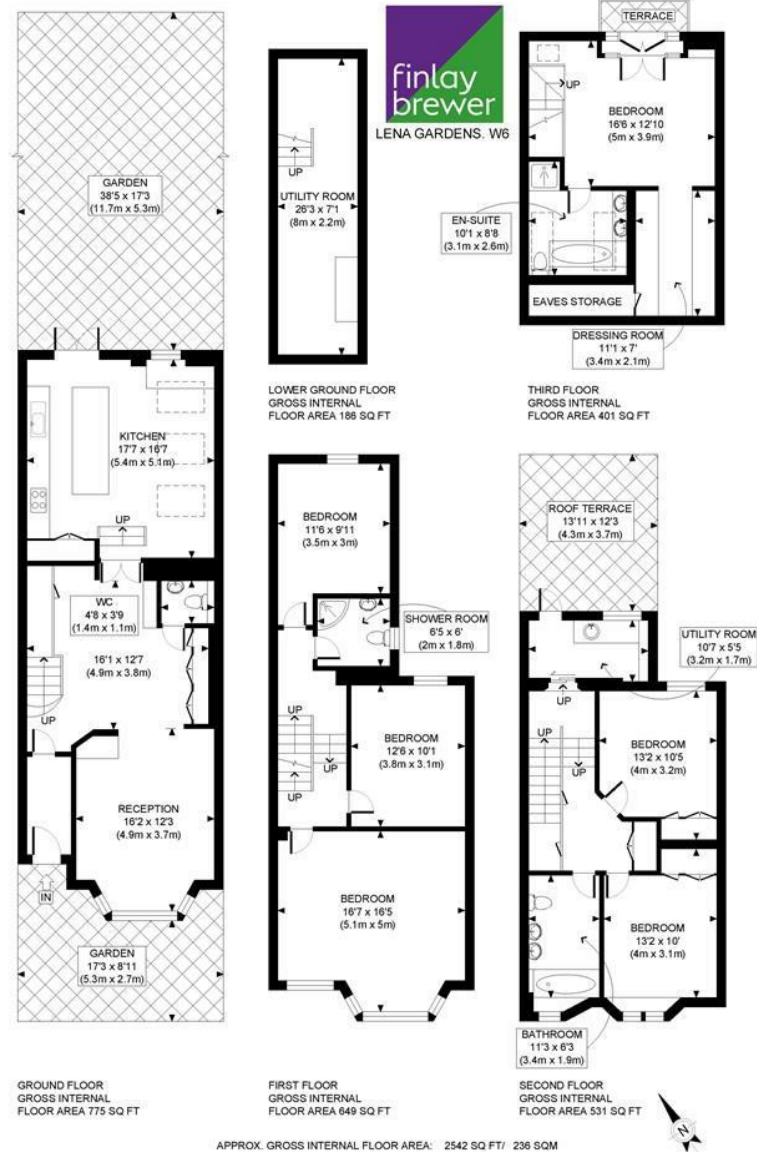 finlay
brewer
LENA GARDENS. W6
GARDEN
38'5 x 17'3
(11.7m x 5.3m)
KITCHEN
17'7 x 16'7
(5.4m x 5.1m)
UP
WC
4'8 x 3'9
(1.4m x 1.1m)
16'1 x 12'7
(4.9m x 3.8m)
UP
RECEPTION
16'2 x 12'3
(4.9m x 3.7m)
IN
GARDEN
17'3 x 8'11
(5.3m x 2.7m)
GROUND FLOOR
GROSS INTERNAL
FLOOR AREA 775 SQ FT
UP
UTILITY ROOM
26'3 x 7'1
(8m x 2.2m)
LOWER GROUND FLOOR
GROSS INTERNAL
FLOOR AREA 186 SQ FT
BEDROOM
11'6 x 9'11
(3.5m x 3m)
SHOWER ROOM
6'5 x 6'
(2m x 1.8m)
UP
UP
UP
BEDROOM
12'6 x 10'1
(3.8m x 3.1m)
BEDROOM
16'7 x 16'5
(5.1m x 5m)
FIRST FLOOR
GROSS INTERNAL
FLOOR AREA 649 SQ FT
TERRACE
UP
BEDROOM
16'6 x 12'10
(5m x 3.9m)
EN-SUITE
10'1 x 8'8
(3.1m x 2.6m)
EAVES STORAGE
DRESSING ROOM
11'1 x 7'
(3.4m x 2.1m)
THIRD FLOOR
GROSS INTERNAL
FLOOR AREA 401 SQ FT
ROOF TERRACE
13'11 x 12'3
(4.3m x 3.7m)
UTILITY ROOM
10'7 x 5'5
(3.2m x 1.7m)
UP
UP
UP
BEDROOM
13'2 x 10'5
(4m x 3.2m)
BEDROOM
13'2 x 10'
(4m x 3.1m)
BATHROOM
11'3 x 6'3
(3.4m x 1.9m)
SECOND FLOOR
GROSS INTERNAL
FLOOR AREA 531 SQ FT
N
APPROX. GROSS INTERNAL FLOOR AREA: 2542 SQ FT/ 236 SQM